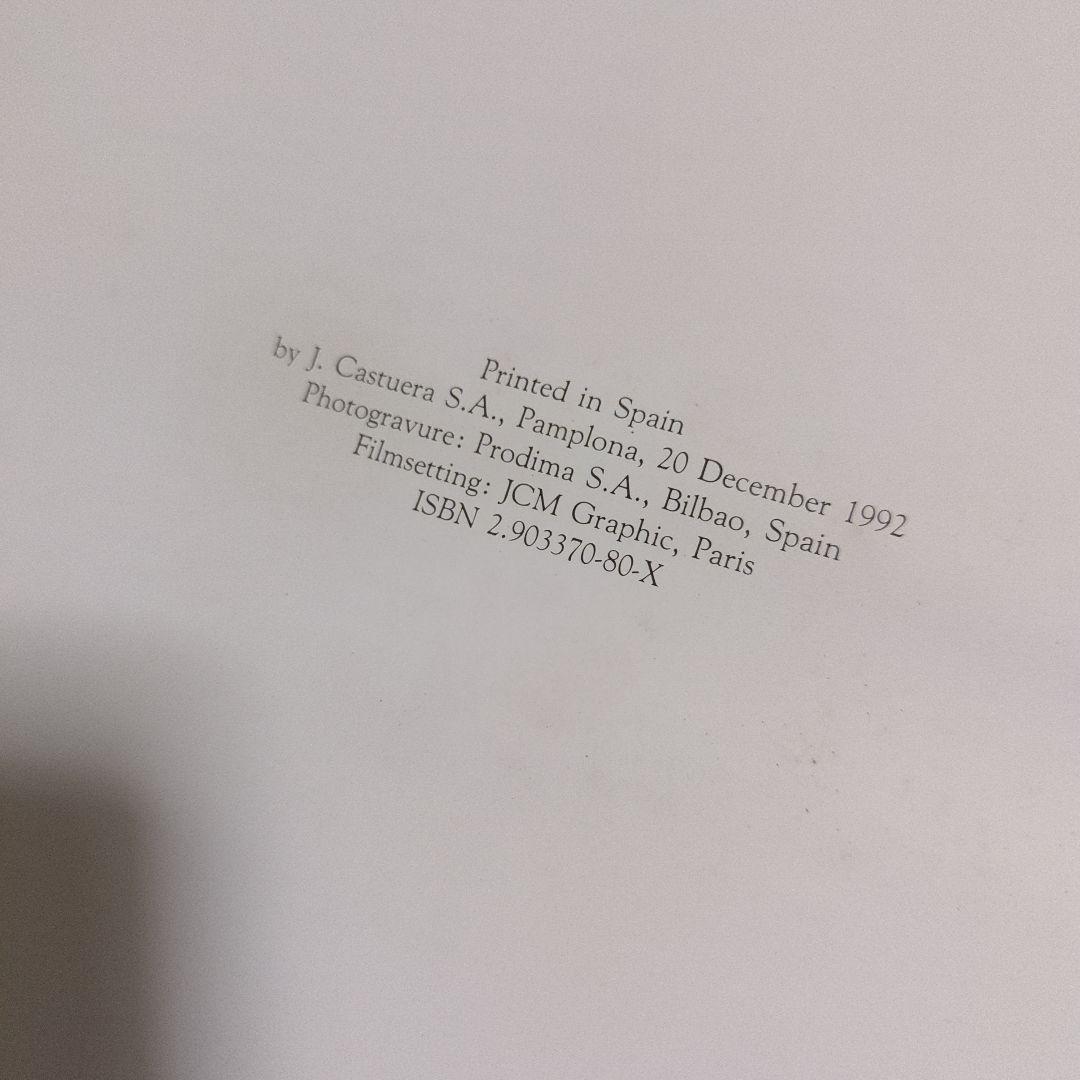 Printed in Spain
by J. Castuera S.A., Pamplona, 20 December 1992
Photogravure: Prodima S.A., Bilbao, Spain
Filmsetting: JCM Graphic, Paris
ISBN 2.903370-80-X